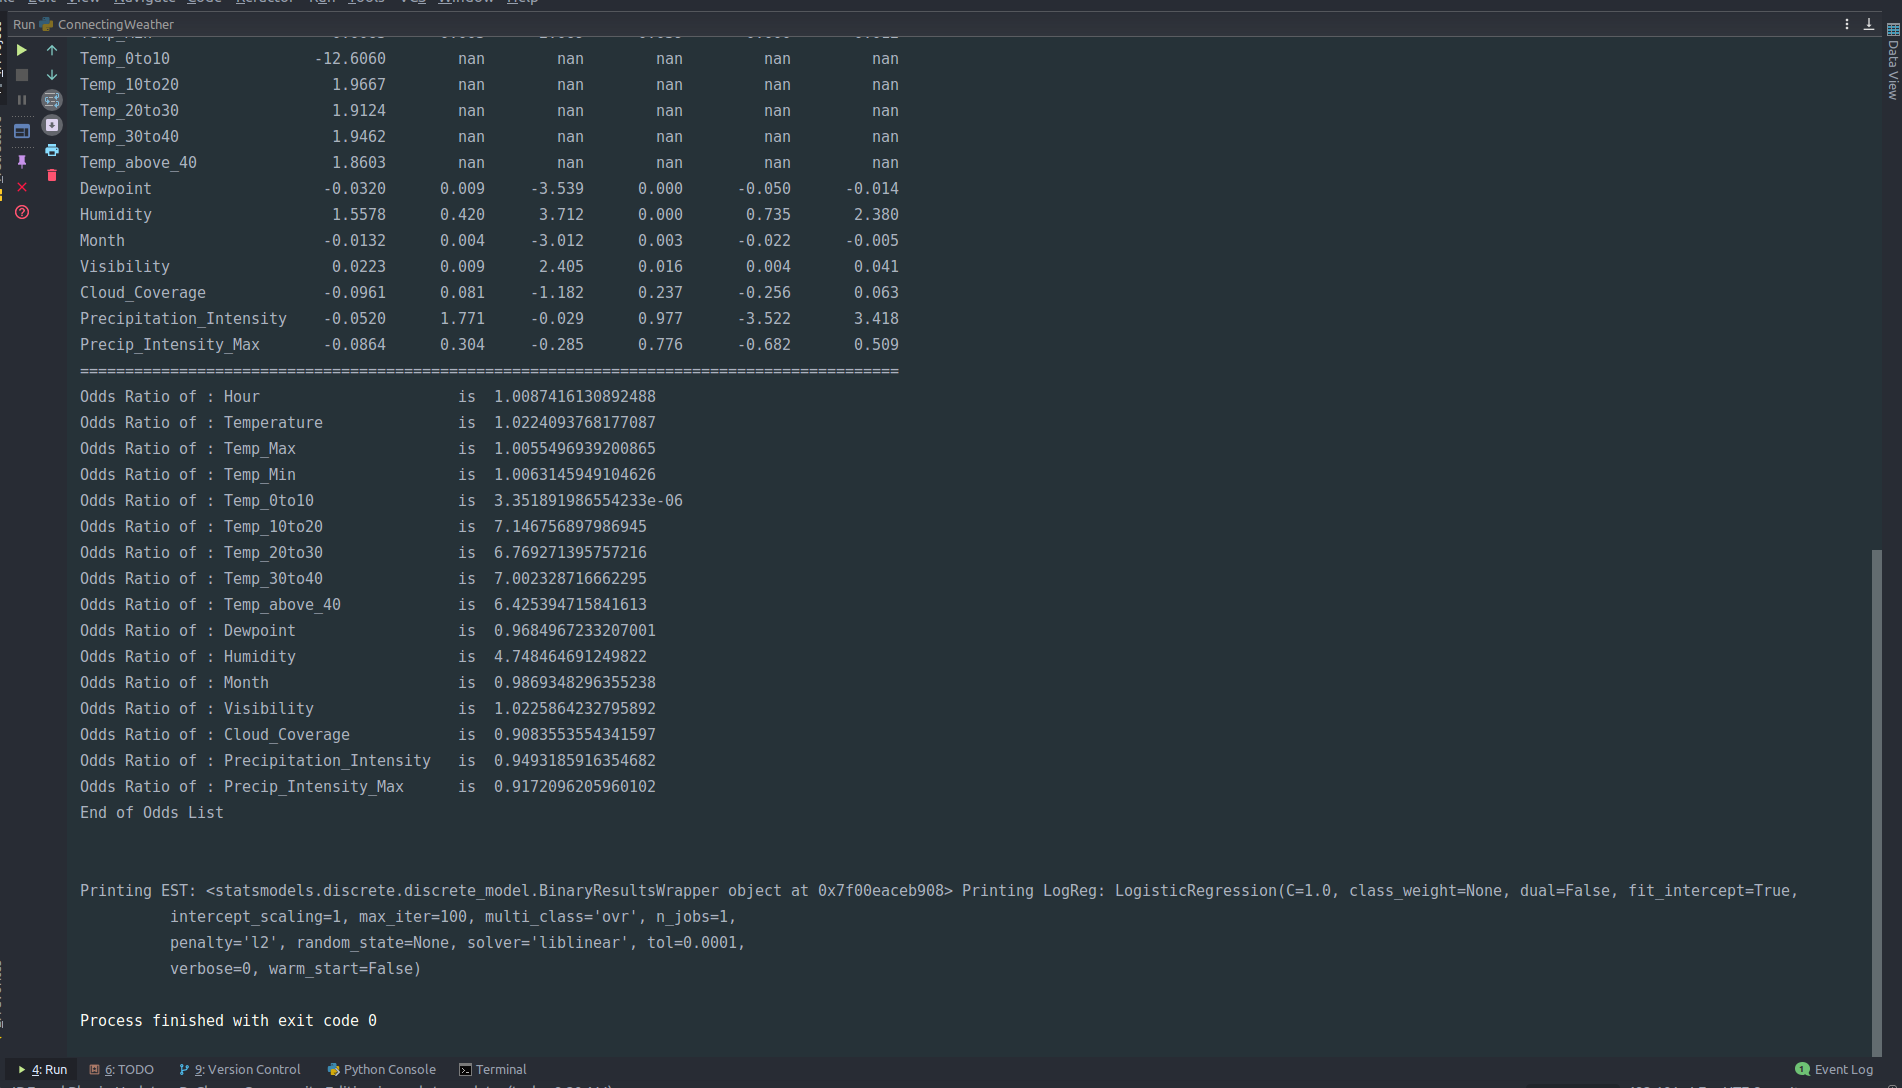 Edit View Navigate Code Refactor Run Tools VCS Window Help
Run ConnectingWeather
Temp_Min
Temp_0to10 -12.6060 nan nan nan nan nan
Temp_10to20 1.9667 nan nan nan nan nan
Temp_20to30 1.9124 nan nan nan nan nan
Temp_30to40 1.9462 nan nan nan nan nan
Temp_above_40 1.8603 nan nan nan nan nan
Dewpoint -0.0320 0.009 -3.539 0.000 -0.050 -0.014
Humidity 1.5578 0.420 3.712 0.000 0.735 2.380
Month -0.0132 0.004 -3.012 0.003 -0.022 -0.005
Visibility 0.0223 0.009 2.405 0.016 0.004 0.041
Cloud_Coverage -0.0961 0.081 -1.182 0.237 -0.256 0.063
Precipitation_Intensity -0.0520 1.771 -0.029 0.977 -3.522 3.418
Precip_Intensity_Max -0.0864 0.304 -0.285 0.776 -0.682 0.509
===========================================================================================
Odds Ratio of : Hour is 1.0087416130892488
Odds Ratio of : Temperature is 1.0224093768177087
Odds Ratio of : Temp_Max is 1.0055496939200865
Odds Ratio of : Temp_Min is 1.0063145949104626
Odds Ratio of : Temp_0to10 is 3.351891986554233e-06
Odds Ratio of : Temp_10to20 is 7.146756897986945
Odds Ratio of : Temp_20to30 is 6.769271395757216
Odds Ratio of : Temp_30to40 is 7.002328716662295
Odds Ratio of : Temp_above_40 is 6.425394715841613
Odds Ratio of : Dewpoint is 0.9684967233207001
Odds Ratio of : Humidity is 4.748464691249822
Odds Ratio of : Month is 0.9869348296355238
Odds Ratio of : Visibility is 1.0225864232795892
Odds Ratio of : Cloud_Coverage is 0.9083553554341597
Odds Ratio of : Precipitation_Intensity is 0.9493185916354682
Odds Ratio of : Precip_Intensity_Max is 0.9172096205960102
End of Odds List
Printing EST: <statsmodels.discrete.discrete_model.BinaryResultsWrapper object at 0x7f00eaceb908> Printing LogReg: LogisticRegression(C=1.0, class_weight=None, dual=False, fit_intercept=True,
intercept_scaling=1, max_iter=100, multi_class='ovr', n_jobs=1,
penalty='l2', random_state=None, solver='liblinear', tol=0.0001,
verbose=0, warm_start=False)
Process finished with exit code 0
Data View
4: Run 6: TODO 9: Version Control Python Console Terminal 1 Event Log